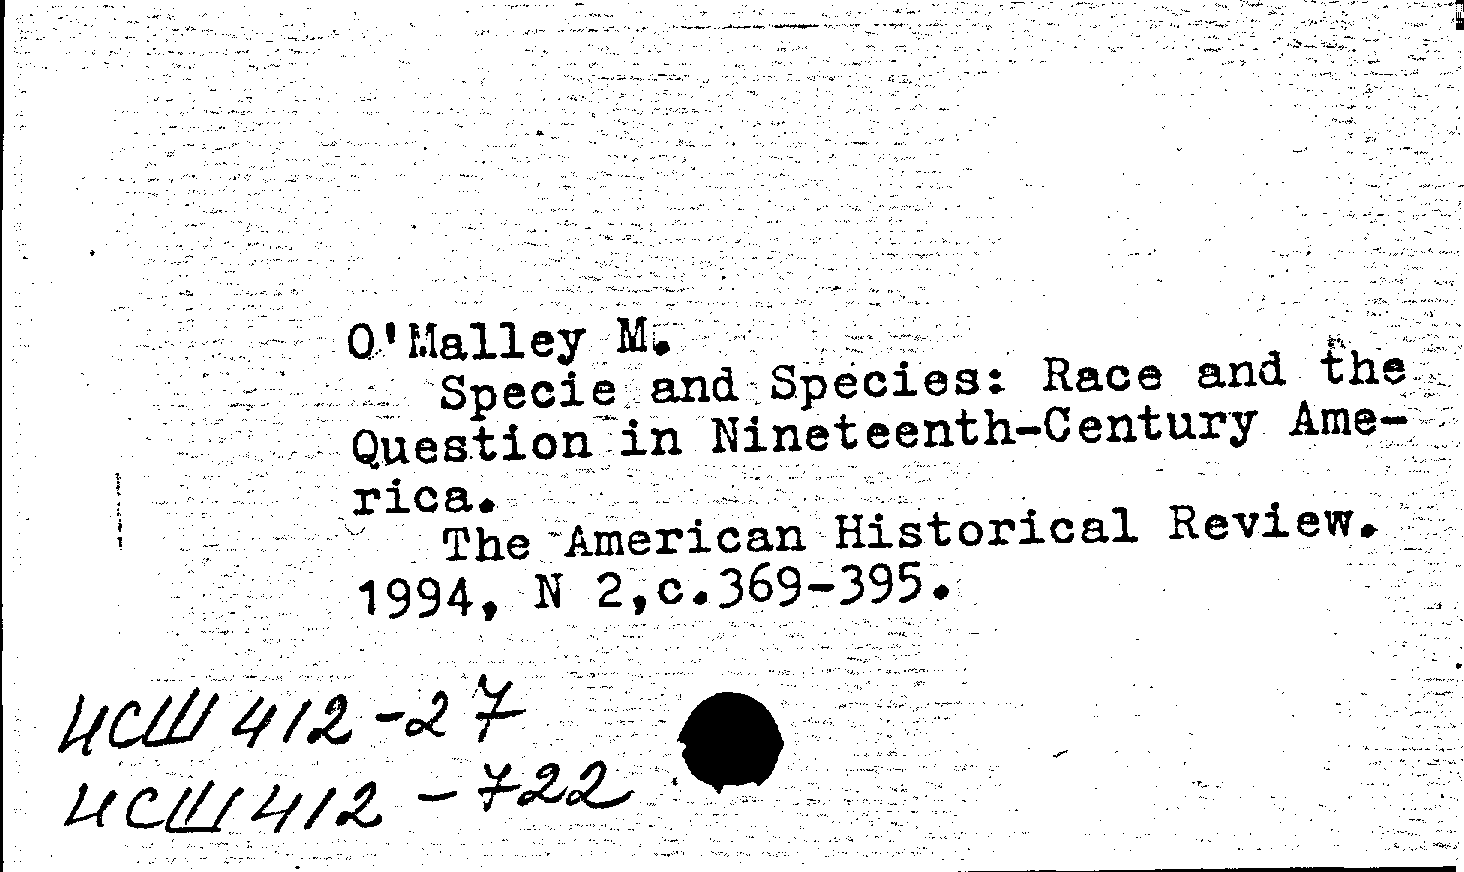 O'Malley M.
Specie and Species: Race and the
Question in Nineteenth-Century Ame-
rica.
The American Historical Review.
1994, N 2,c.369-395.
ИСШ 412-27
ИСШ 412-722